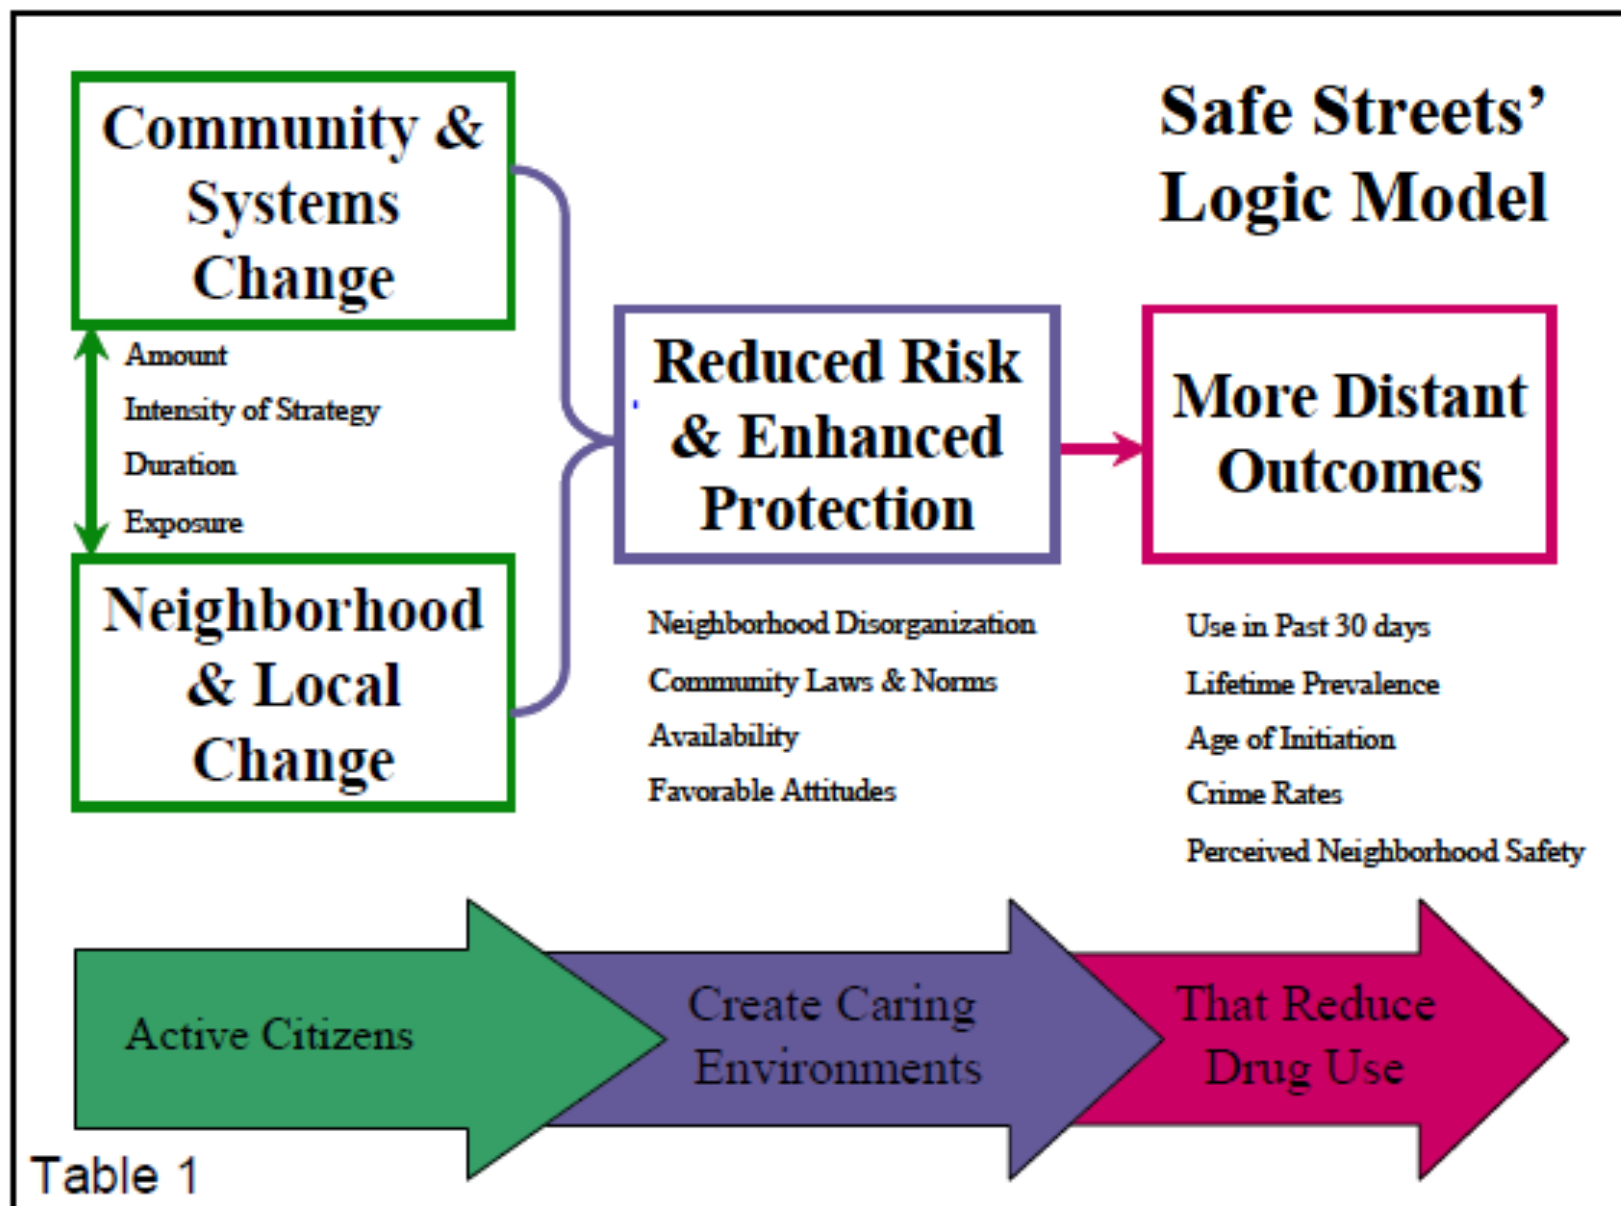 Safe Streets’
Logic Model
Community &
Systems
Change
Amount
Intensity of Strategy
Duration
Exposure
Neighborhood
& Local
Change
Reduced Risk
& Enhanced
Protection
Neighborhood Disorganization
Community Laws & Norms
Availability
Favorable Attitudes
More Distant
Outcomes
Use in Past 30 days
Lifetime Prevalence
Age of Initiation
Crime Rates
Perceived Neighborhood Safety
Active Citizens
Create Caring
Environments
That Reduce
Drug Use
Table 1